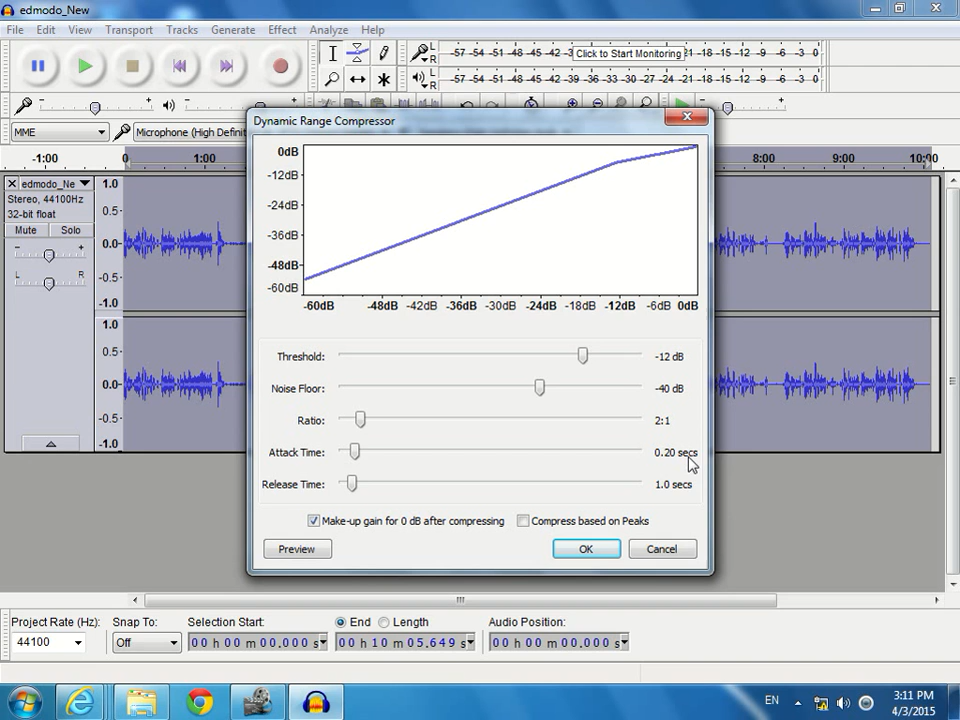 edmodo_New
File Edit View Transport Tracks Generate Effect Analyze Help
L R -57 -54 -51 -48 -45 -42 -3 Click to Start Monitoring 21 -18 -15 -12 -9 -6 -3 0
L R -57 -54 -51 -48 -45 -42 -39 -36 -33 -30 -27 -24 -21 -18 -15 -12 -9 -6 -3 0
- + - + - +
MME Microphone (High Definit
Dynamic Range Compressor
-1:00 0 1:00 8:00 9:00 10:00
edmodo_Ne
Stereo, 44100Hz
32-bit float
Mute Solo
- +
L R
1.0
0.5
0.0
-0.5
-1.0
1.0
0.5
0.0
-0.5
-1.0
0dB
-12dB
-24dB
-36dB
-48dB
-60dB
-60dB -48dB -42dB -36dB -30dB -24dB -18dB -12dB -6dB 0dB
Threshold: -12 dB
Noise Floor: -40 dB
Ratio: 2:1
Attack Time: 0.20 secs
Release Time: 1.0 secs
Make-up gain for 0 dB after compressing Compress based on Peaks
Preview OK Cancel
Project Rate (Hz): Snap To: Selection Start: End Length Audio Position:
44100 Off 00 h 00 m 00.000 s 00 h 10 m 05.649 s 00 h 00 m 00.000 s
EN 3:11 PM
4/3/2015